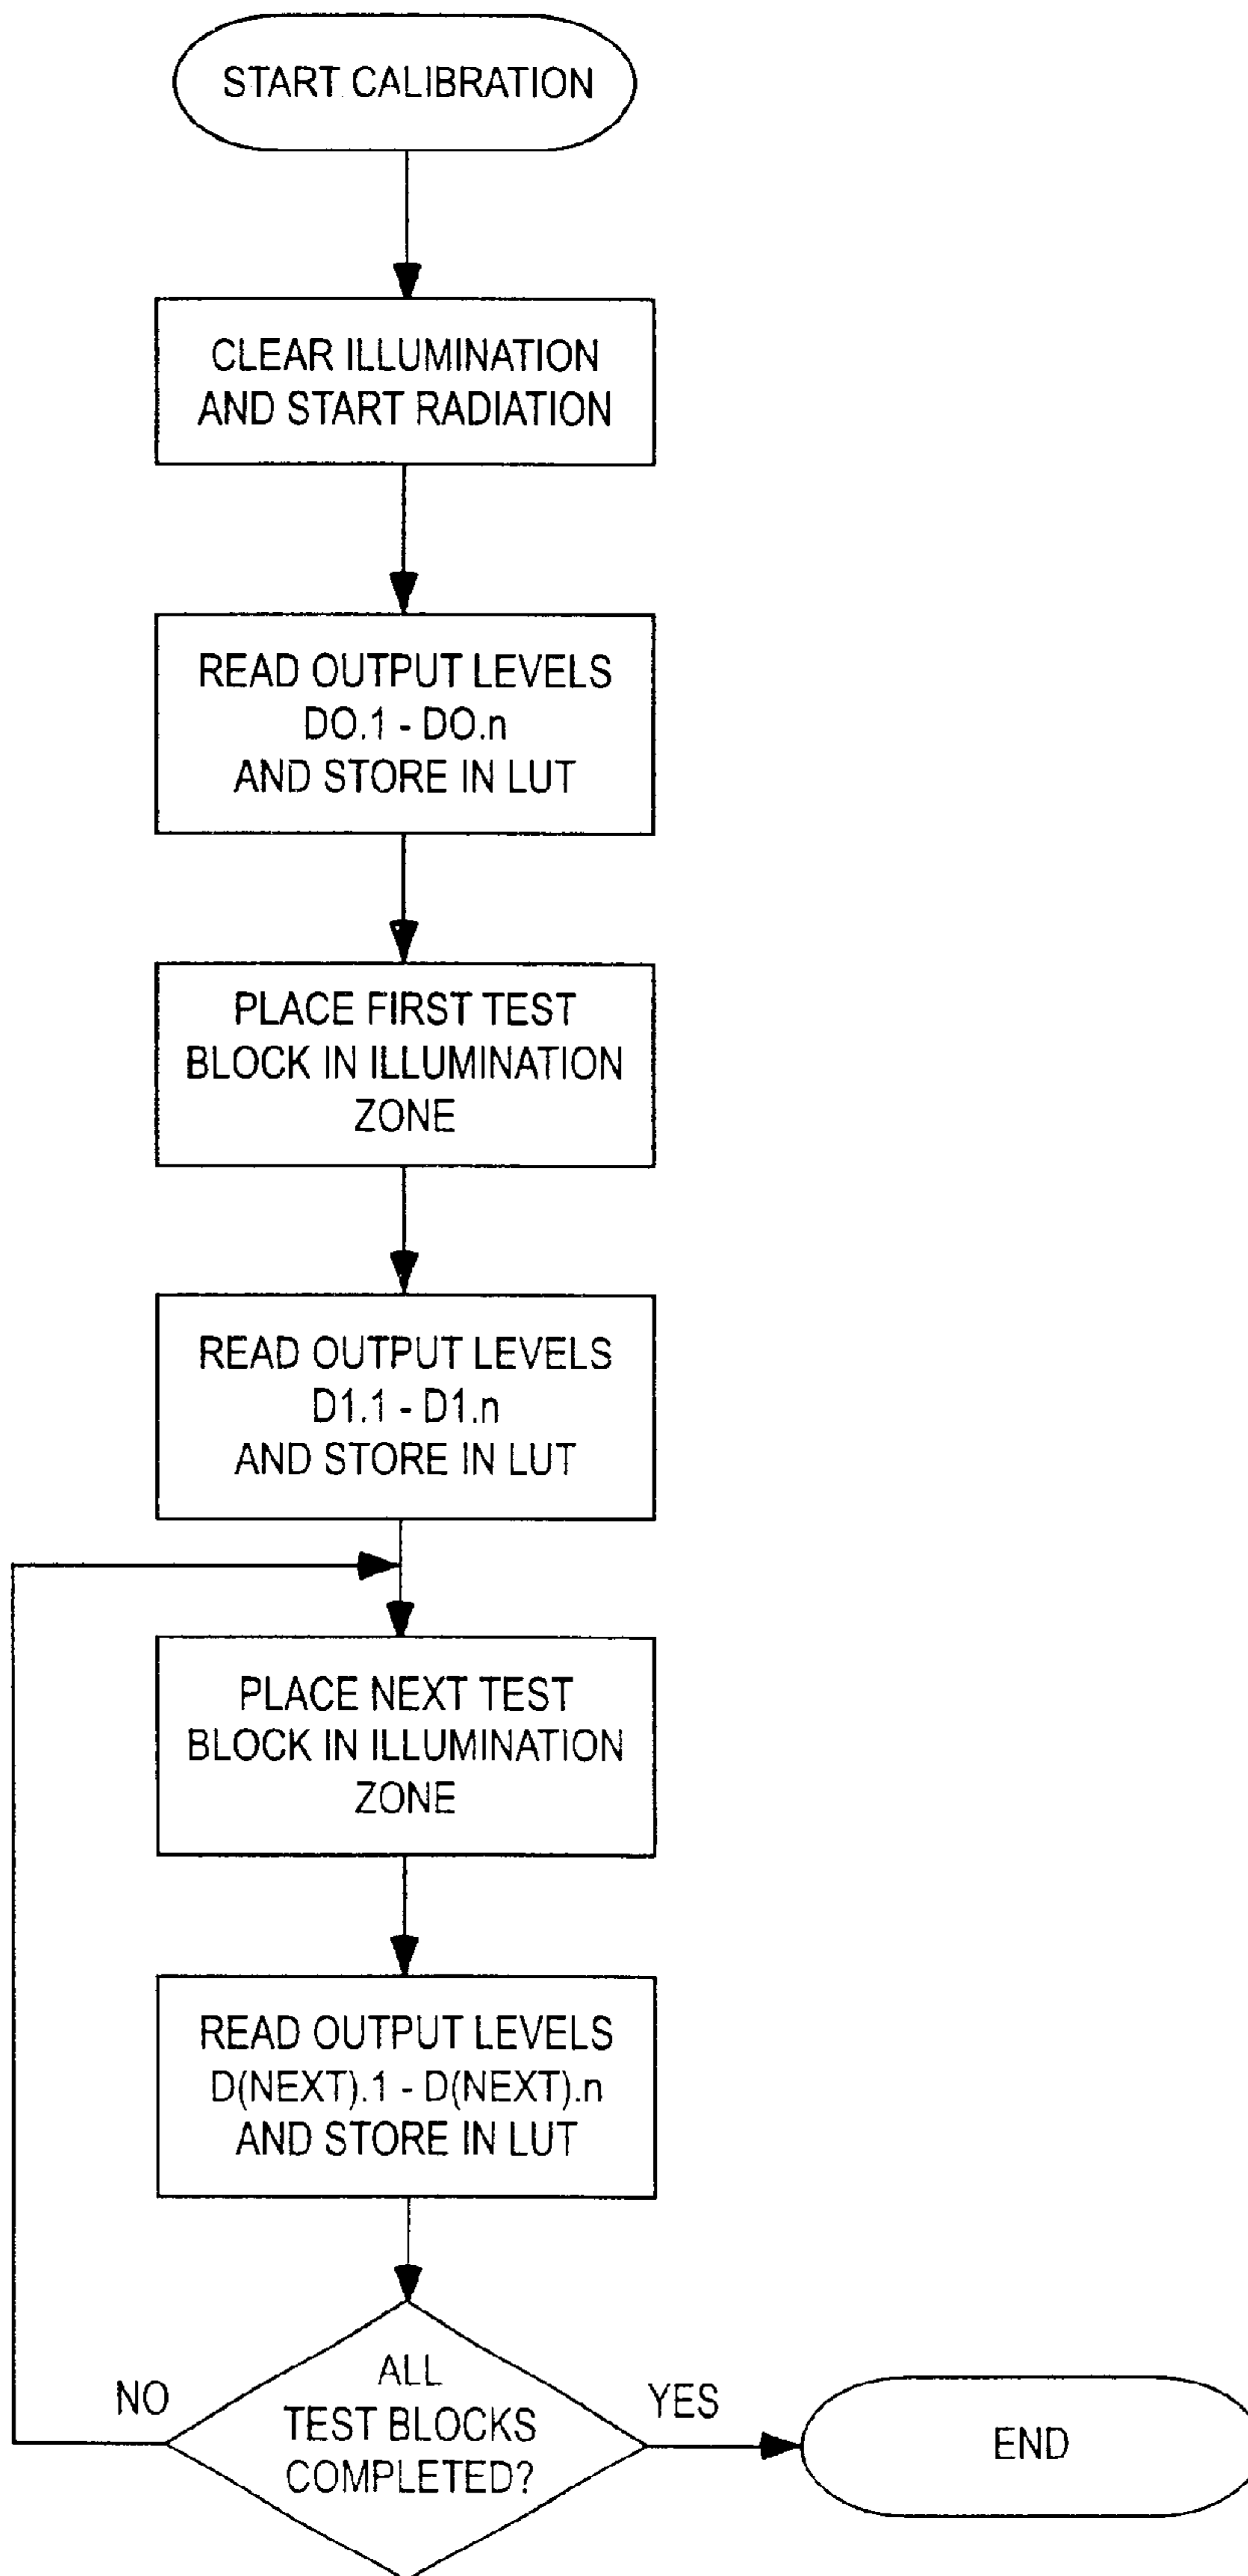 START CALIBRATION
CLEAR ILLUMINATION
AND START RADIATION
READ OUTPUT LEVELS
DO.1 - DO.n
AND STORE IN LUT
PLACE FIRST TEST
BLOCK IN ILLUMINATION
ZONE
READ OUTPUT LEVELS
D1.1 - D1.n
AND STORE IN LUT
PLACE NEXT TEST
BLOCK IN ILLUMINATION
ZONE
READ OUTPUT LEVELS
D(NEXT).1 - D(NEXT).n
AND STORE IN LUT
ALL
TEST BLOCKS
COMPLETED?
NO
YES
END